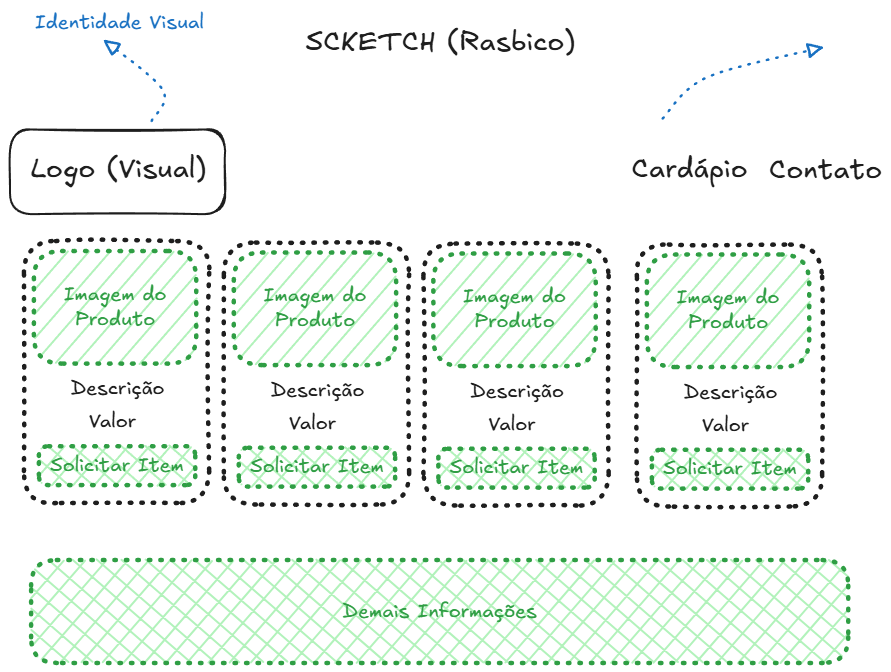 Identidade Visual
SCKETCH (Rasbico)
Logo (Visual)
Cardápio Contato
Imagem do
Produto
Descrição
Valor
Solicitar Item
Imagem do
Produto
Descrição
Valor
Solicitar Item
Imagem do
Produto
Descrição
Valor
Solicitar Item
Imagem do
Produto
Descrição
Valor
Solicitar Item
Demais Informações